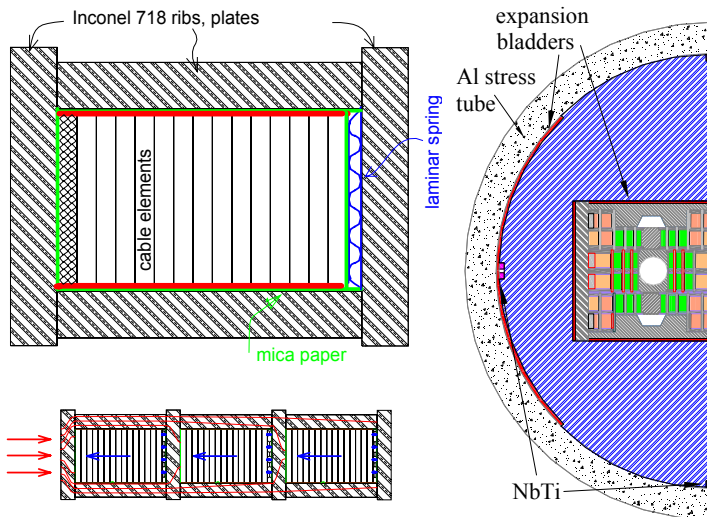 Inconel 718 ribs, plates
cable elements
laminar spring
mica paper
expansion
bladders
Al stress
tube
NbTi